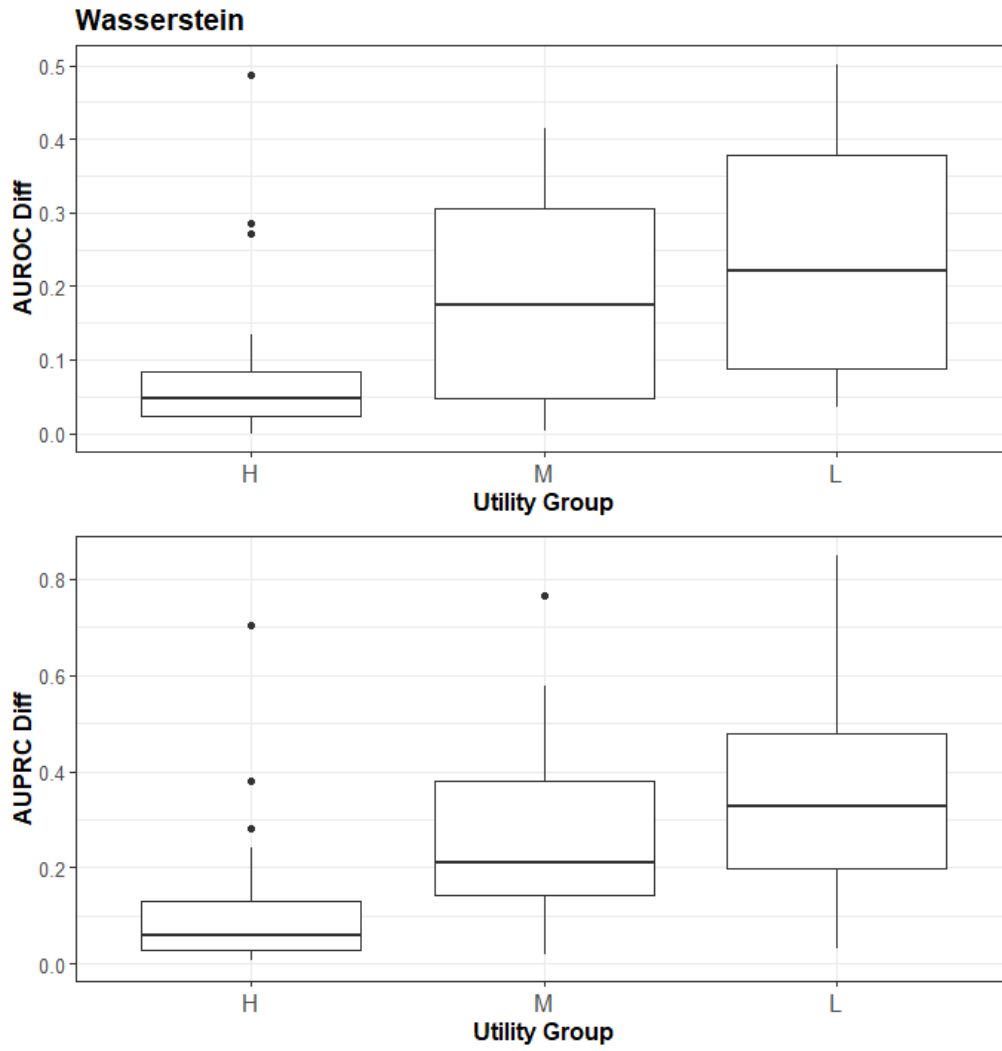 Wasserstein
AUROC Diff
0.5
0.4
0.3
0.2
0.1
0.0
H M L
Utility Group
AUPRC Diff
0.8
0.6
0.4
0.2
0.0
H M L
Utility Group